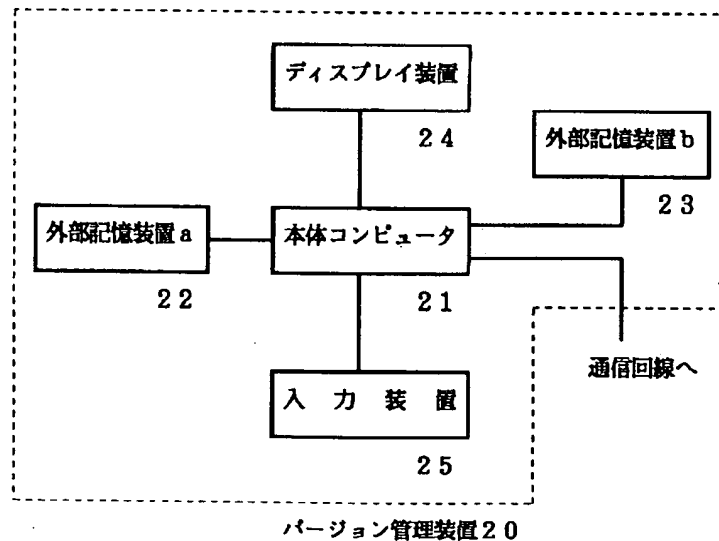 ディスプレイ装置
24
外部記憶装置b
23
外部記憶装置a
22
本体コンピュータ
21
通信回線へ
入力装置
25
バージョン管理装置20